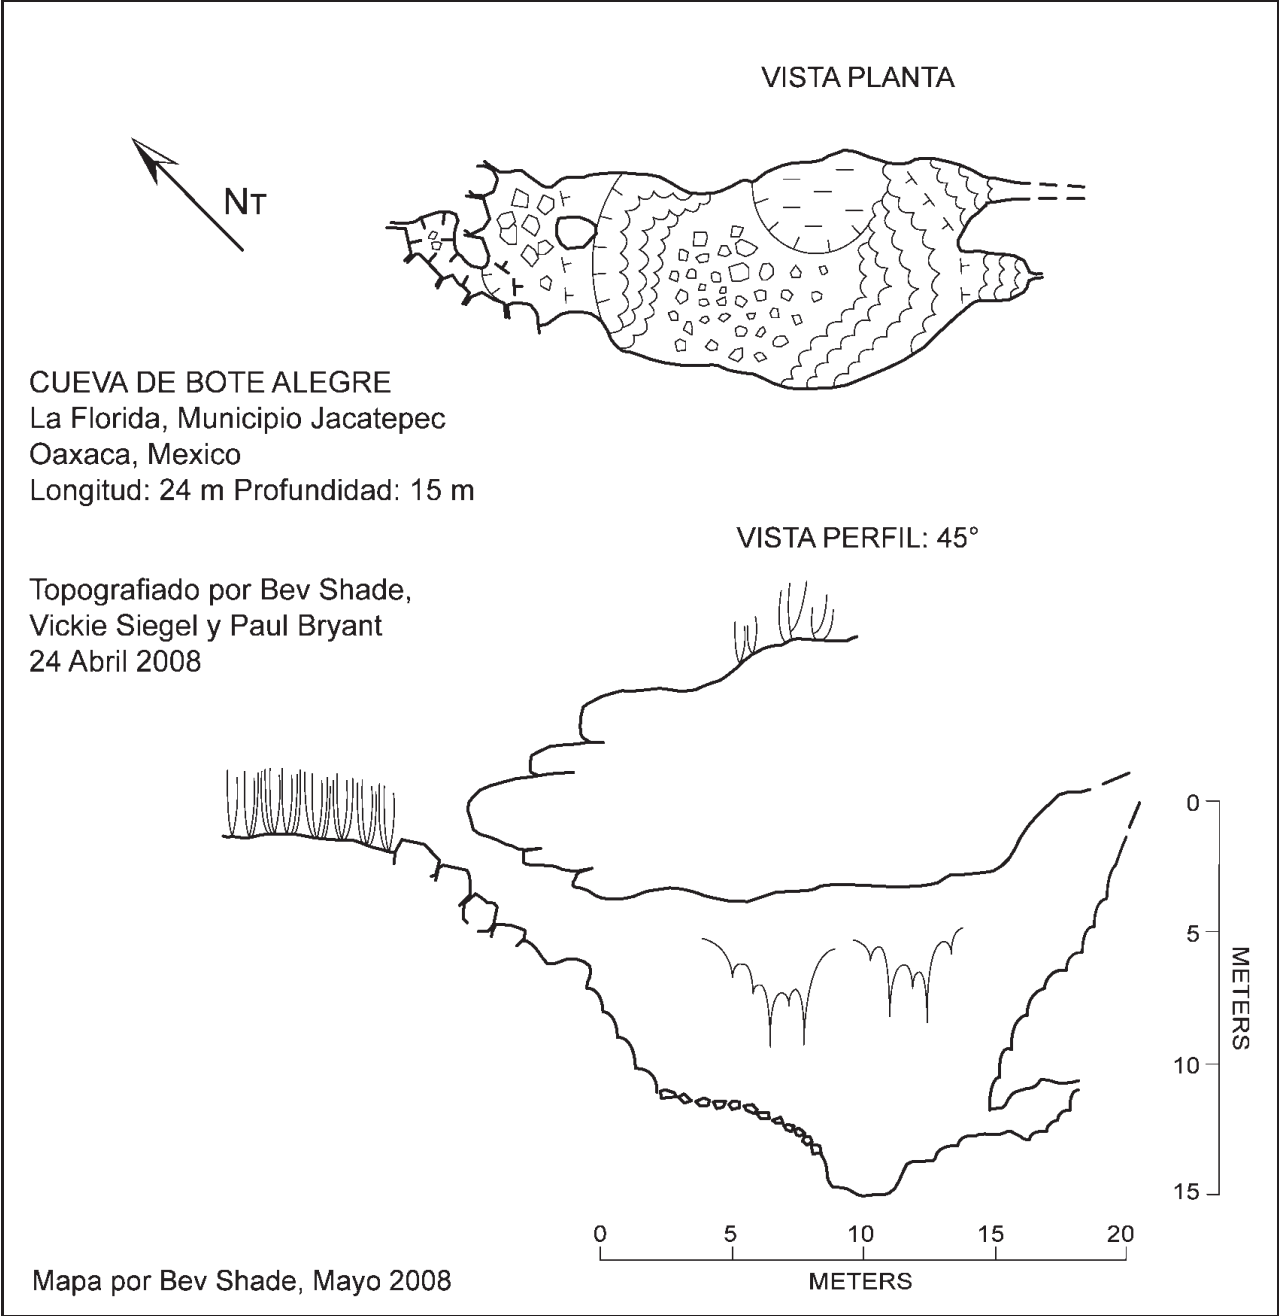 VISTA PLANTA
NT
CUEVA DE BOTE ALEGRE
La Florida, Municipio Jacatepec
Oaxaca, Mexico
Longitud: 24 m Profundidad: 15 m
VISTA PERFIL: 45°
Topografiado por Bev Shade,
Vickie Siegel y Paul Bryant
24 Abril 2008
0
5
10
15
METERS
0 5 10 15 20
METERS
Mapa por Bev Shade, Mayo 2008